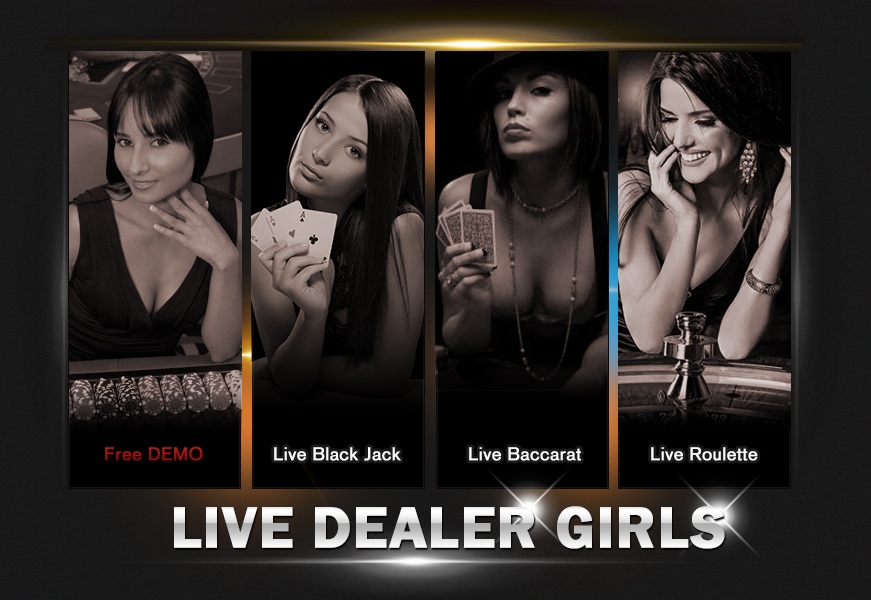 Free DEMO
Live Black Jack
Live Baccarat
Live Roulette
LIVE DEALER GIRLS